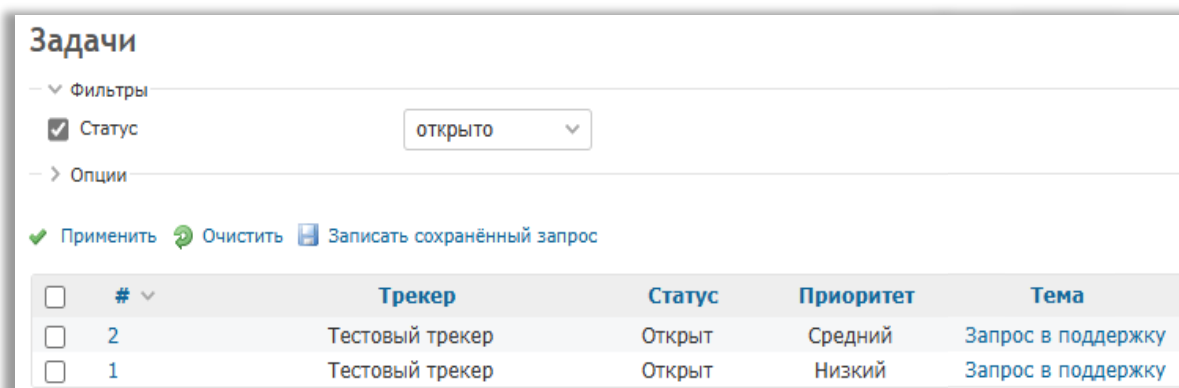 Задачи
Фильтры
Статус открыто
Опции
Применить Очистить Записать сохранённый запрос
# Трекер Статус Приоритет Тема
2 Тестовый трекер Открыт Средний Запрос в поддержку
1 Тестовый трекер Открыт Низкий Запрос в поддержку